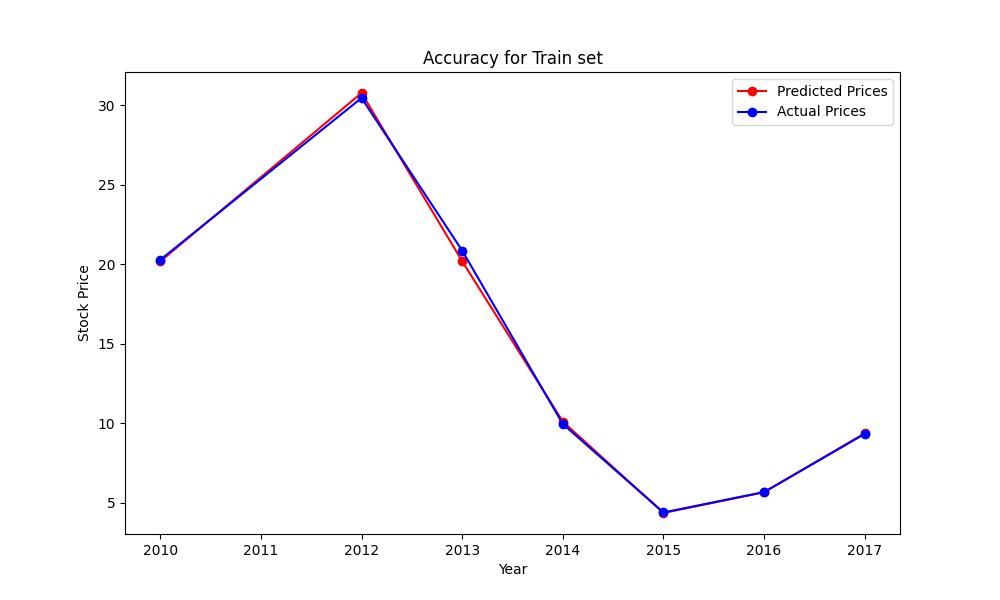 Accuracy for Train set
Predicted Prices
Actual Prices
Stock Price
30
25
20
15
10
5
2010 2011 2012 2013 2014 2015 2016 2017
Year